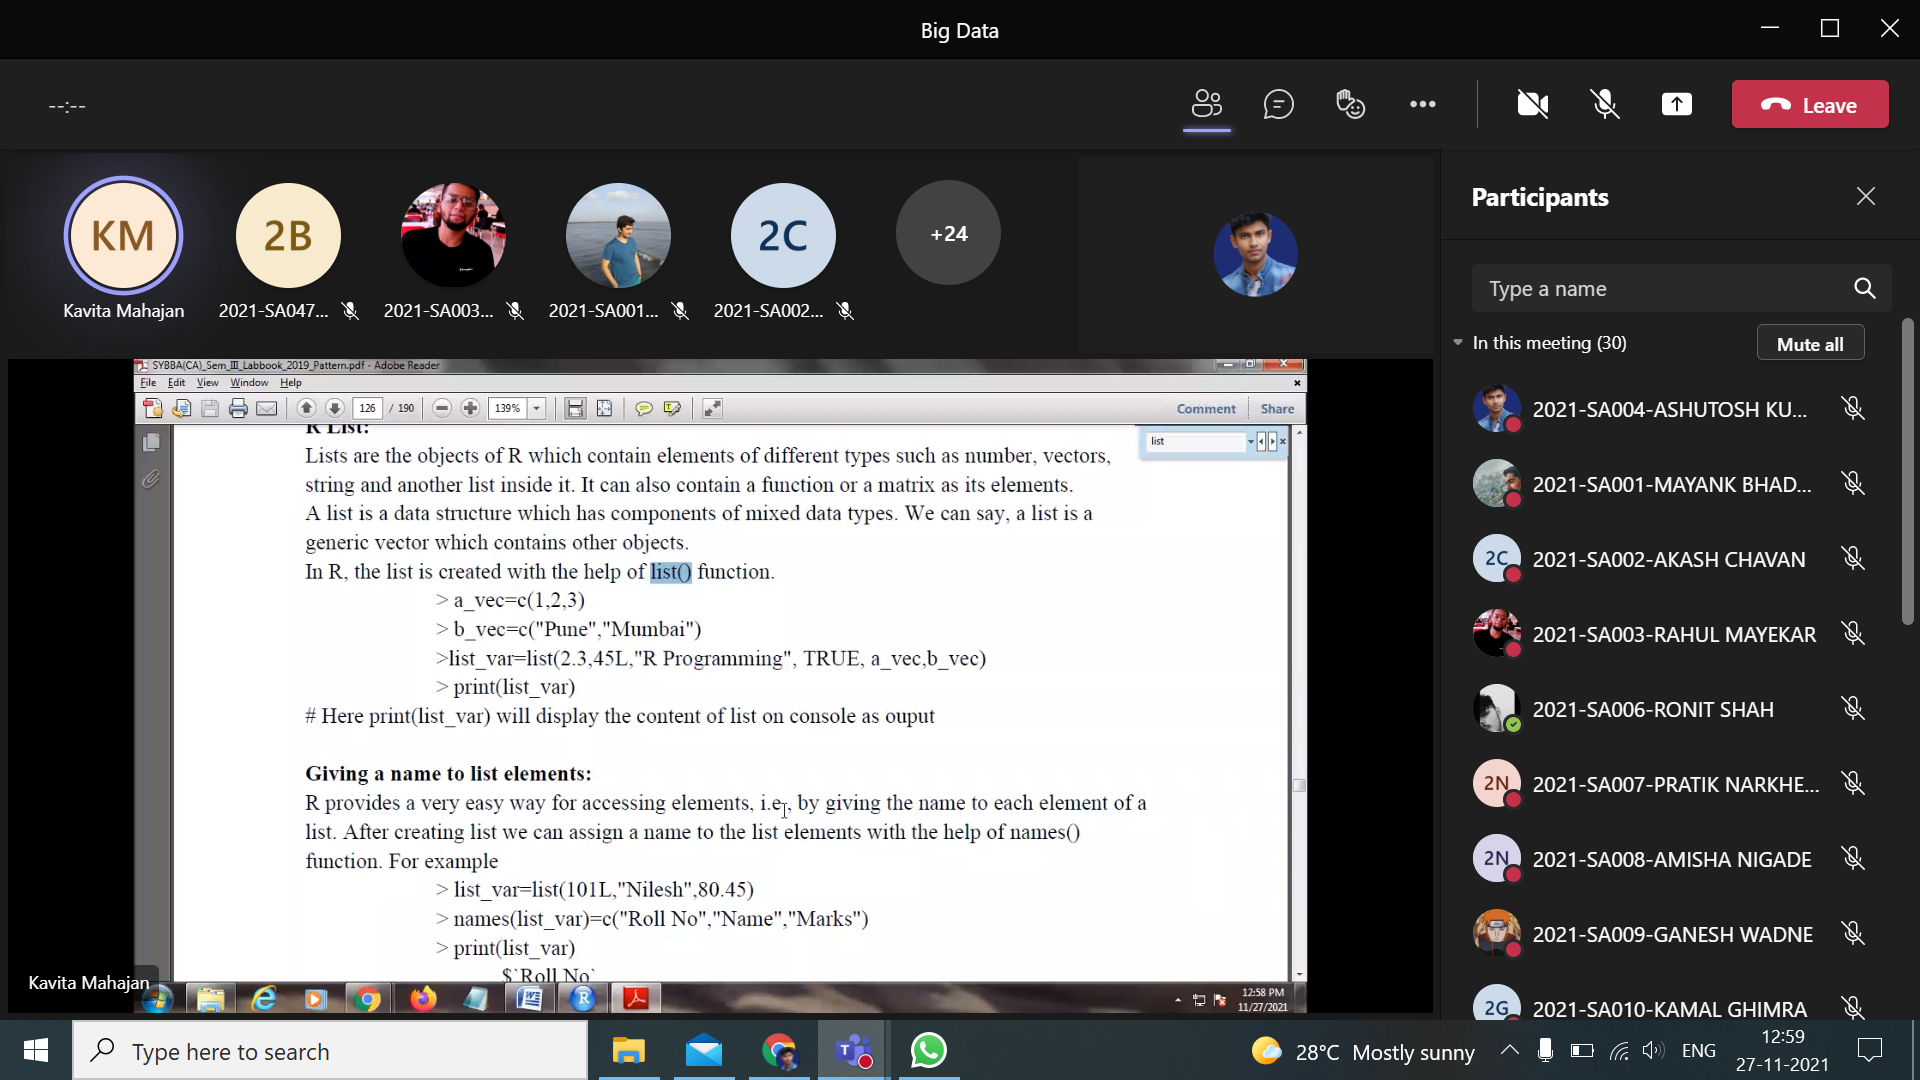 Big Data
--:--
Leave
KM
2B
2C
+24
Kavita Mahajan
2021-SA047...
2021-SA003...
2021-SA001...
2021-SA002...
Participants
Type a name
In this meeting (30)
Mute all
2021-SA004-ASHUTOSH KU...
2021-SA001-MAYANK BHAD...
2C
2021-SA002-AKASH CHAVAN
2021-SA003-RAHUL MAYEKAR
2021-SA006-RONIT SHAH
2N
2021-SA007-PRATIK NARKHE...
2N
2021-SA008-AMISHA NIGADE
2021-SA009-GANESH WADNE
2G
2021-SA010-KAMAL GHIMRA
SYBBA(CA)_Sem_III_Labbook_2019_Pattern.pdf - Adobe Reader
File Edit View Window Help
126 / 190 139% Comment Share
list
R List:
Lists are the objects of R which contain elements of different types such as number, vectors,
string and another list inside it. It can also contain a function or a matrix as its elements.
A list is a data structure which has components of mixed data types. We can say, a list is a
generic vector which contains other objects.
In R, the list is created with the help of list() function.
> a_vec=c(1,2,3)
> b_vec=c("Pune","Mumbai")
>list_var=list(2.3,45L,"R Programming", TRUE, a_vec,b_vec)
> print(list_var)
# Here print(list_var) will display the content of list on console as ouput
Giving a name to list elements:
R provides a very easy way for accessing elements, i.e., by giving the name to each element of a
list. After creating list we can assign a name to the list elements with the help of names()
function. For example
> list_var=list(101L,"Nilesh",80.45)
> names(list_var)=c("Roll No","Name","Marks")
> print(list_var)
$`Roll No`
Kavita Mahajan
12:58 PM
11/27/2021
Type here to search
28°C Mostly sunny
ENG
12:59
27-11-2021